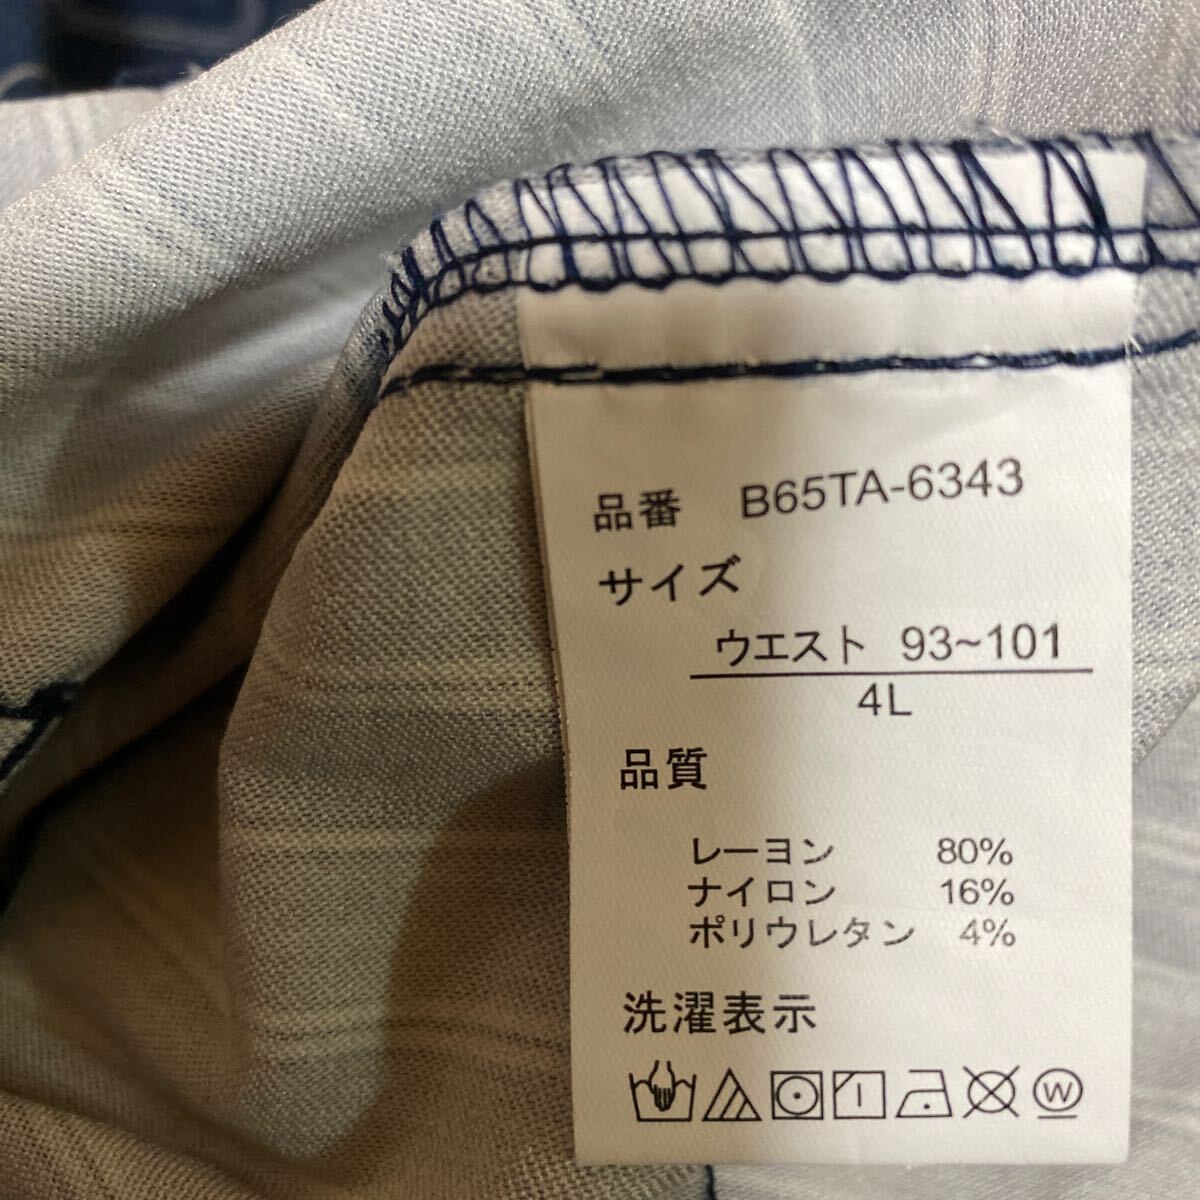 品番 B65TA-6343
サイズ
ウエスト 93~101
4L
品質
レーヨン 80%
ナイロン 16%
ポリウレタン 4%
洗濯表示
W